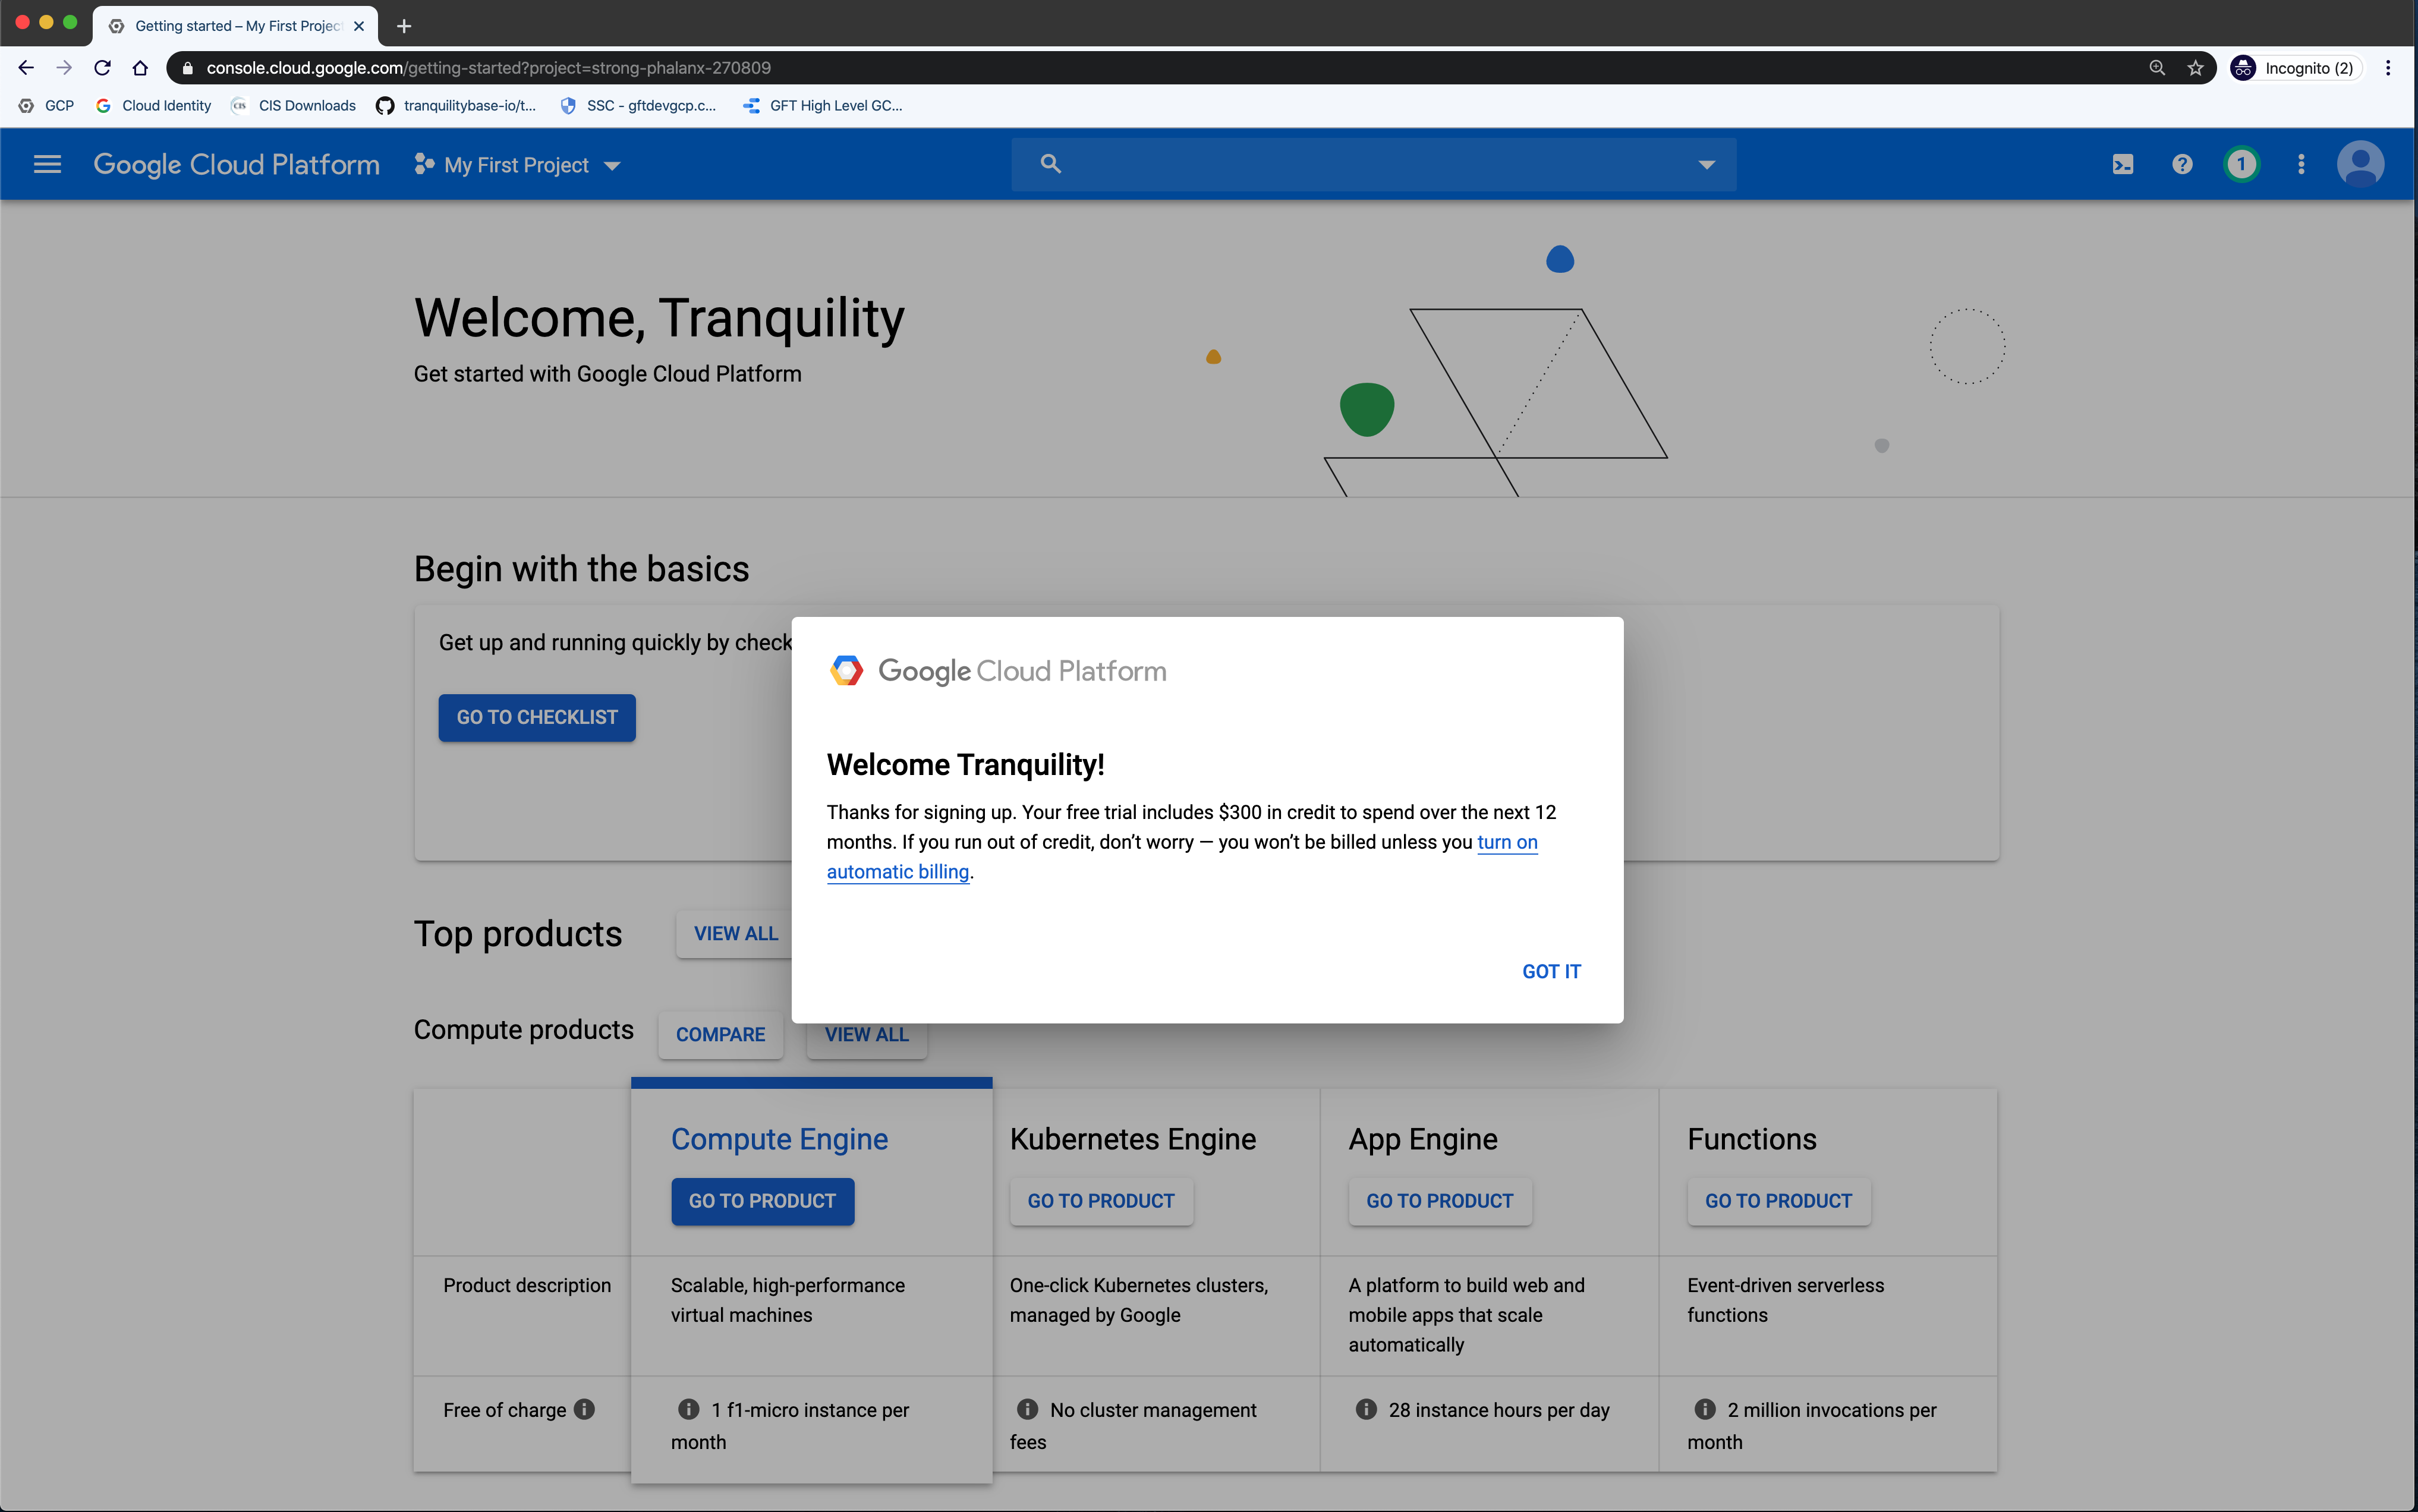 Getting started – My First Projec
console.cloud.google.com/getting-started?project=strong-phalanx-270809
Incognito (2)
GCP
Cloud Identity
CIS
CIS Downloads
tranquilitybase-io/t...
SSC - gftdevgcp.c...
GFT High Level GC...
Google Cloud Platform
My First Project
1
Welcome, Tranquility
Get started with Google Cloud Platform
Begin with the basics
Get up and running quickly by check
GO TO CHECKLIST
Google Cloud Platform
Welcome Tranquility!
Thanks for signing up. Your free trial includes $300 in credit to spend over the next 12
months. If you run out of credit, don’t worry — you won’t be billed unless you turn on
automatic billing.
GOT IT
Top products
VIEW ALL
Compute products
COMPARE
VIEW ALL
Compute Engine
Kubernetes Engine
App Engine
Functions
GO TO PRODUCT
GO TO PRODUCT
GO TO PRODUCT
GO TO PRODUCT
Product description
Scalable, high-performance
virtual machines
One-click Kubernetes clusters,
managed by Google
A platform to build web and
mobile apps that scale
automatically
Event-driven serverless
functions
Free of charge
1 f1-micro instance per
month
No cluster management
fees
28 instance hours per day
2 million invocations per
month